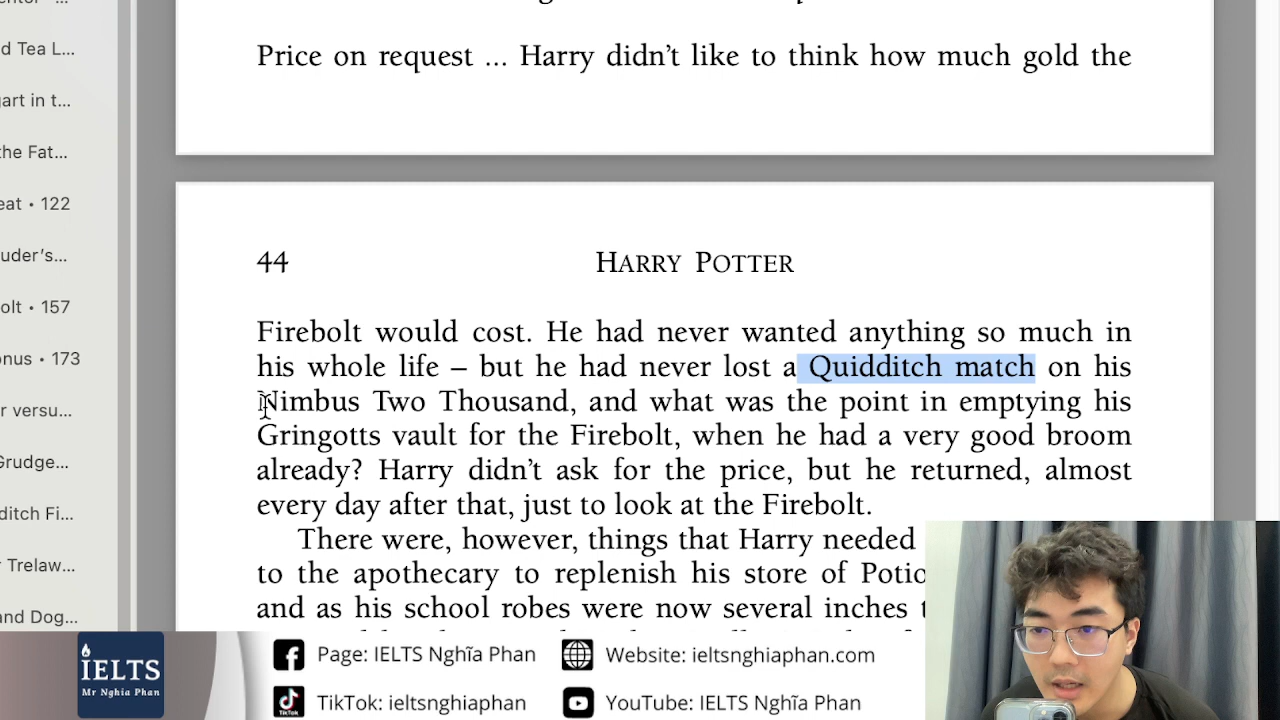 d Tea L...
gart in t...
the Fat...
eat • 122
uder's...
olt • 157
onus • 173
r versu...
Grudge...
ditch Fi...
r Trelaw...
and Dog...
Price on request ... Harry didn't like to think how much gold the
44
HARRY POTTER
Firebolt would cost. He had never wanted anything so much in
his whole life – but he had never lost a Quidditch match on his
Nimbus Two Thousand, and what was the point in emptying his
Gringotts vault for the Firebolt, when he had a very good broom
already? Harry didn't ask for the price, but he returned, almost
every day after that, just to look at the Firebolt.
There were, however, things that Harry needed
to the apothecary to replenish his store of Potio
and as his school robes were now several inches
IELTS
Mr Nghia Phan
Page: IELTS Nghĩa Phan
Website: ieltsnghiaphan.com
TikTok: ieltsnghiaphan
YouTube: IELTS Nghĩa Phan